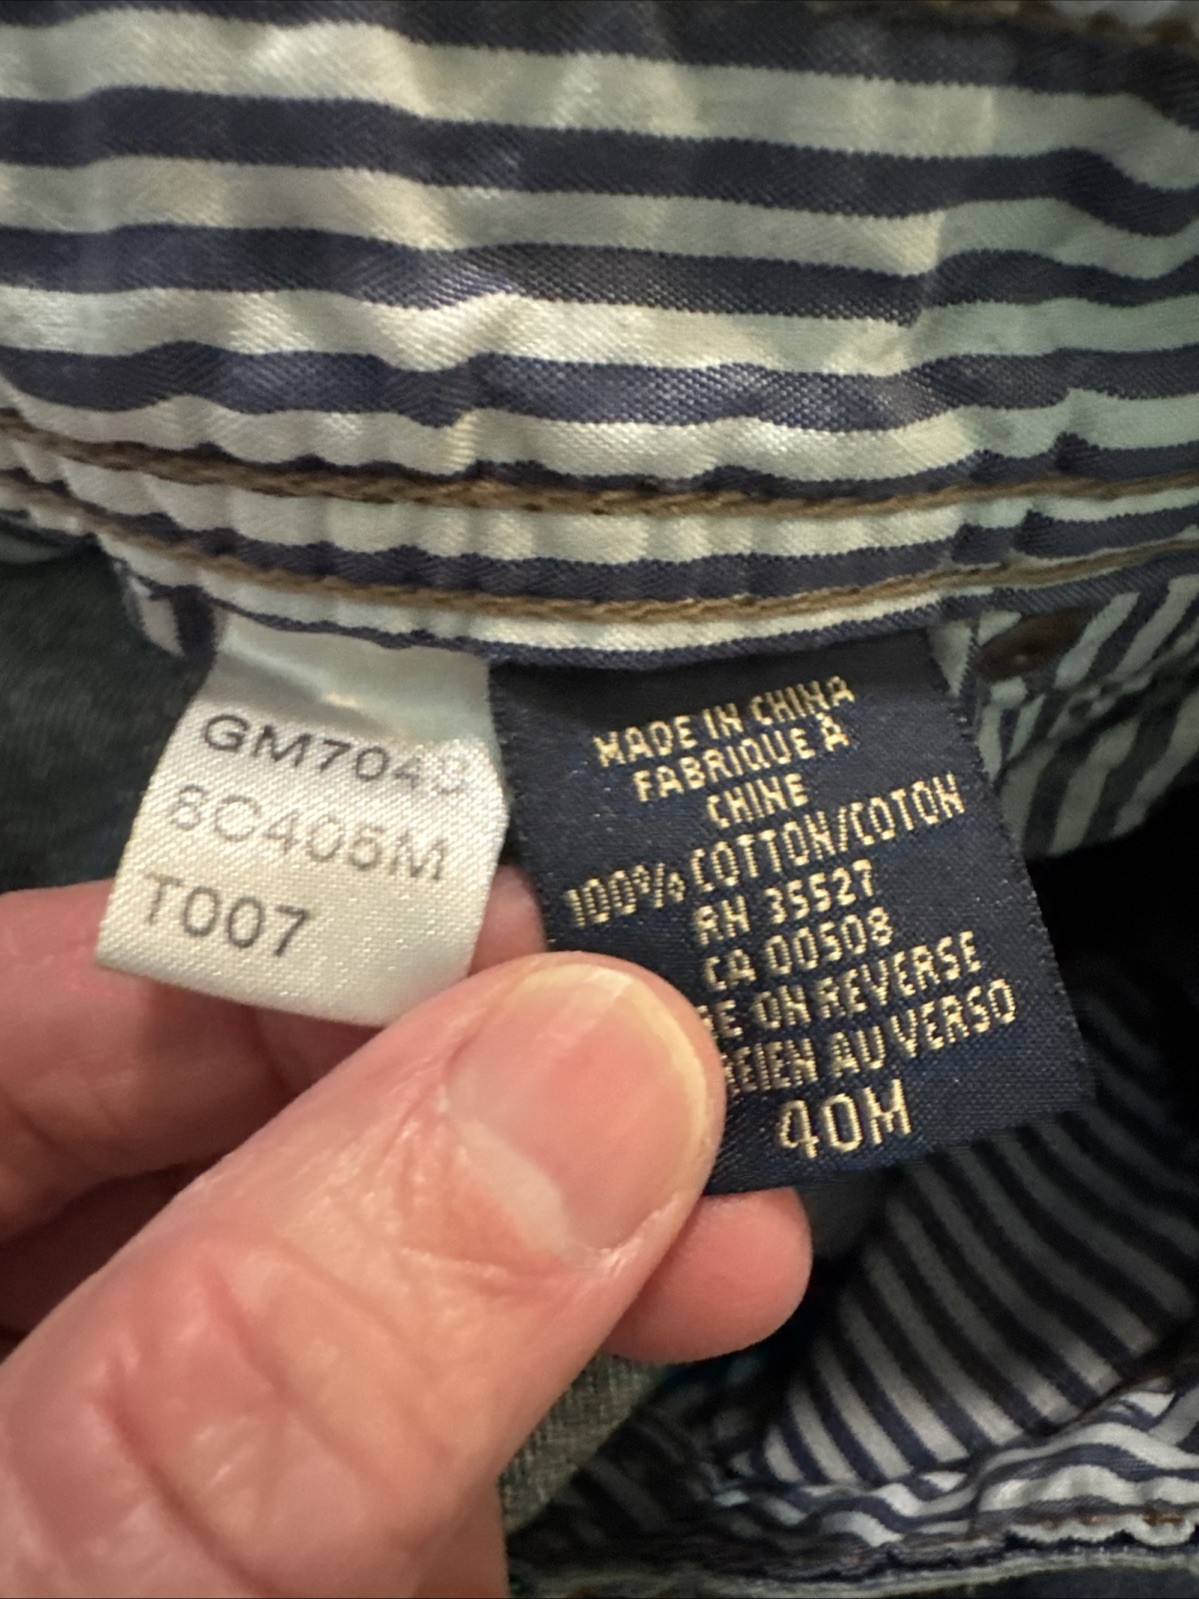 GM7049
8C405M
T007
MADE IN CHINA
FABRIQUE À
CHINE
100% COTTON/COTON
RN 35527
CA 00508
ON REVERSE
AU VERSO
40M